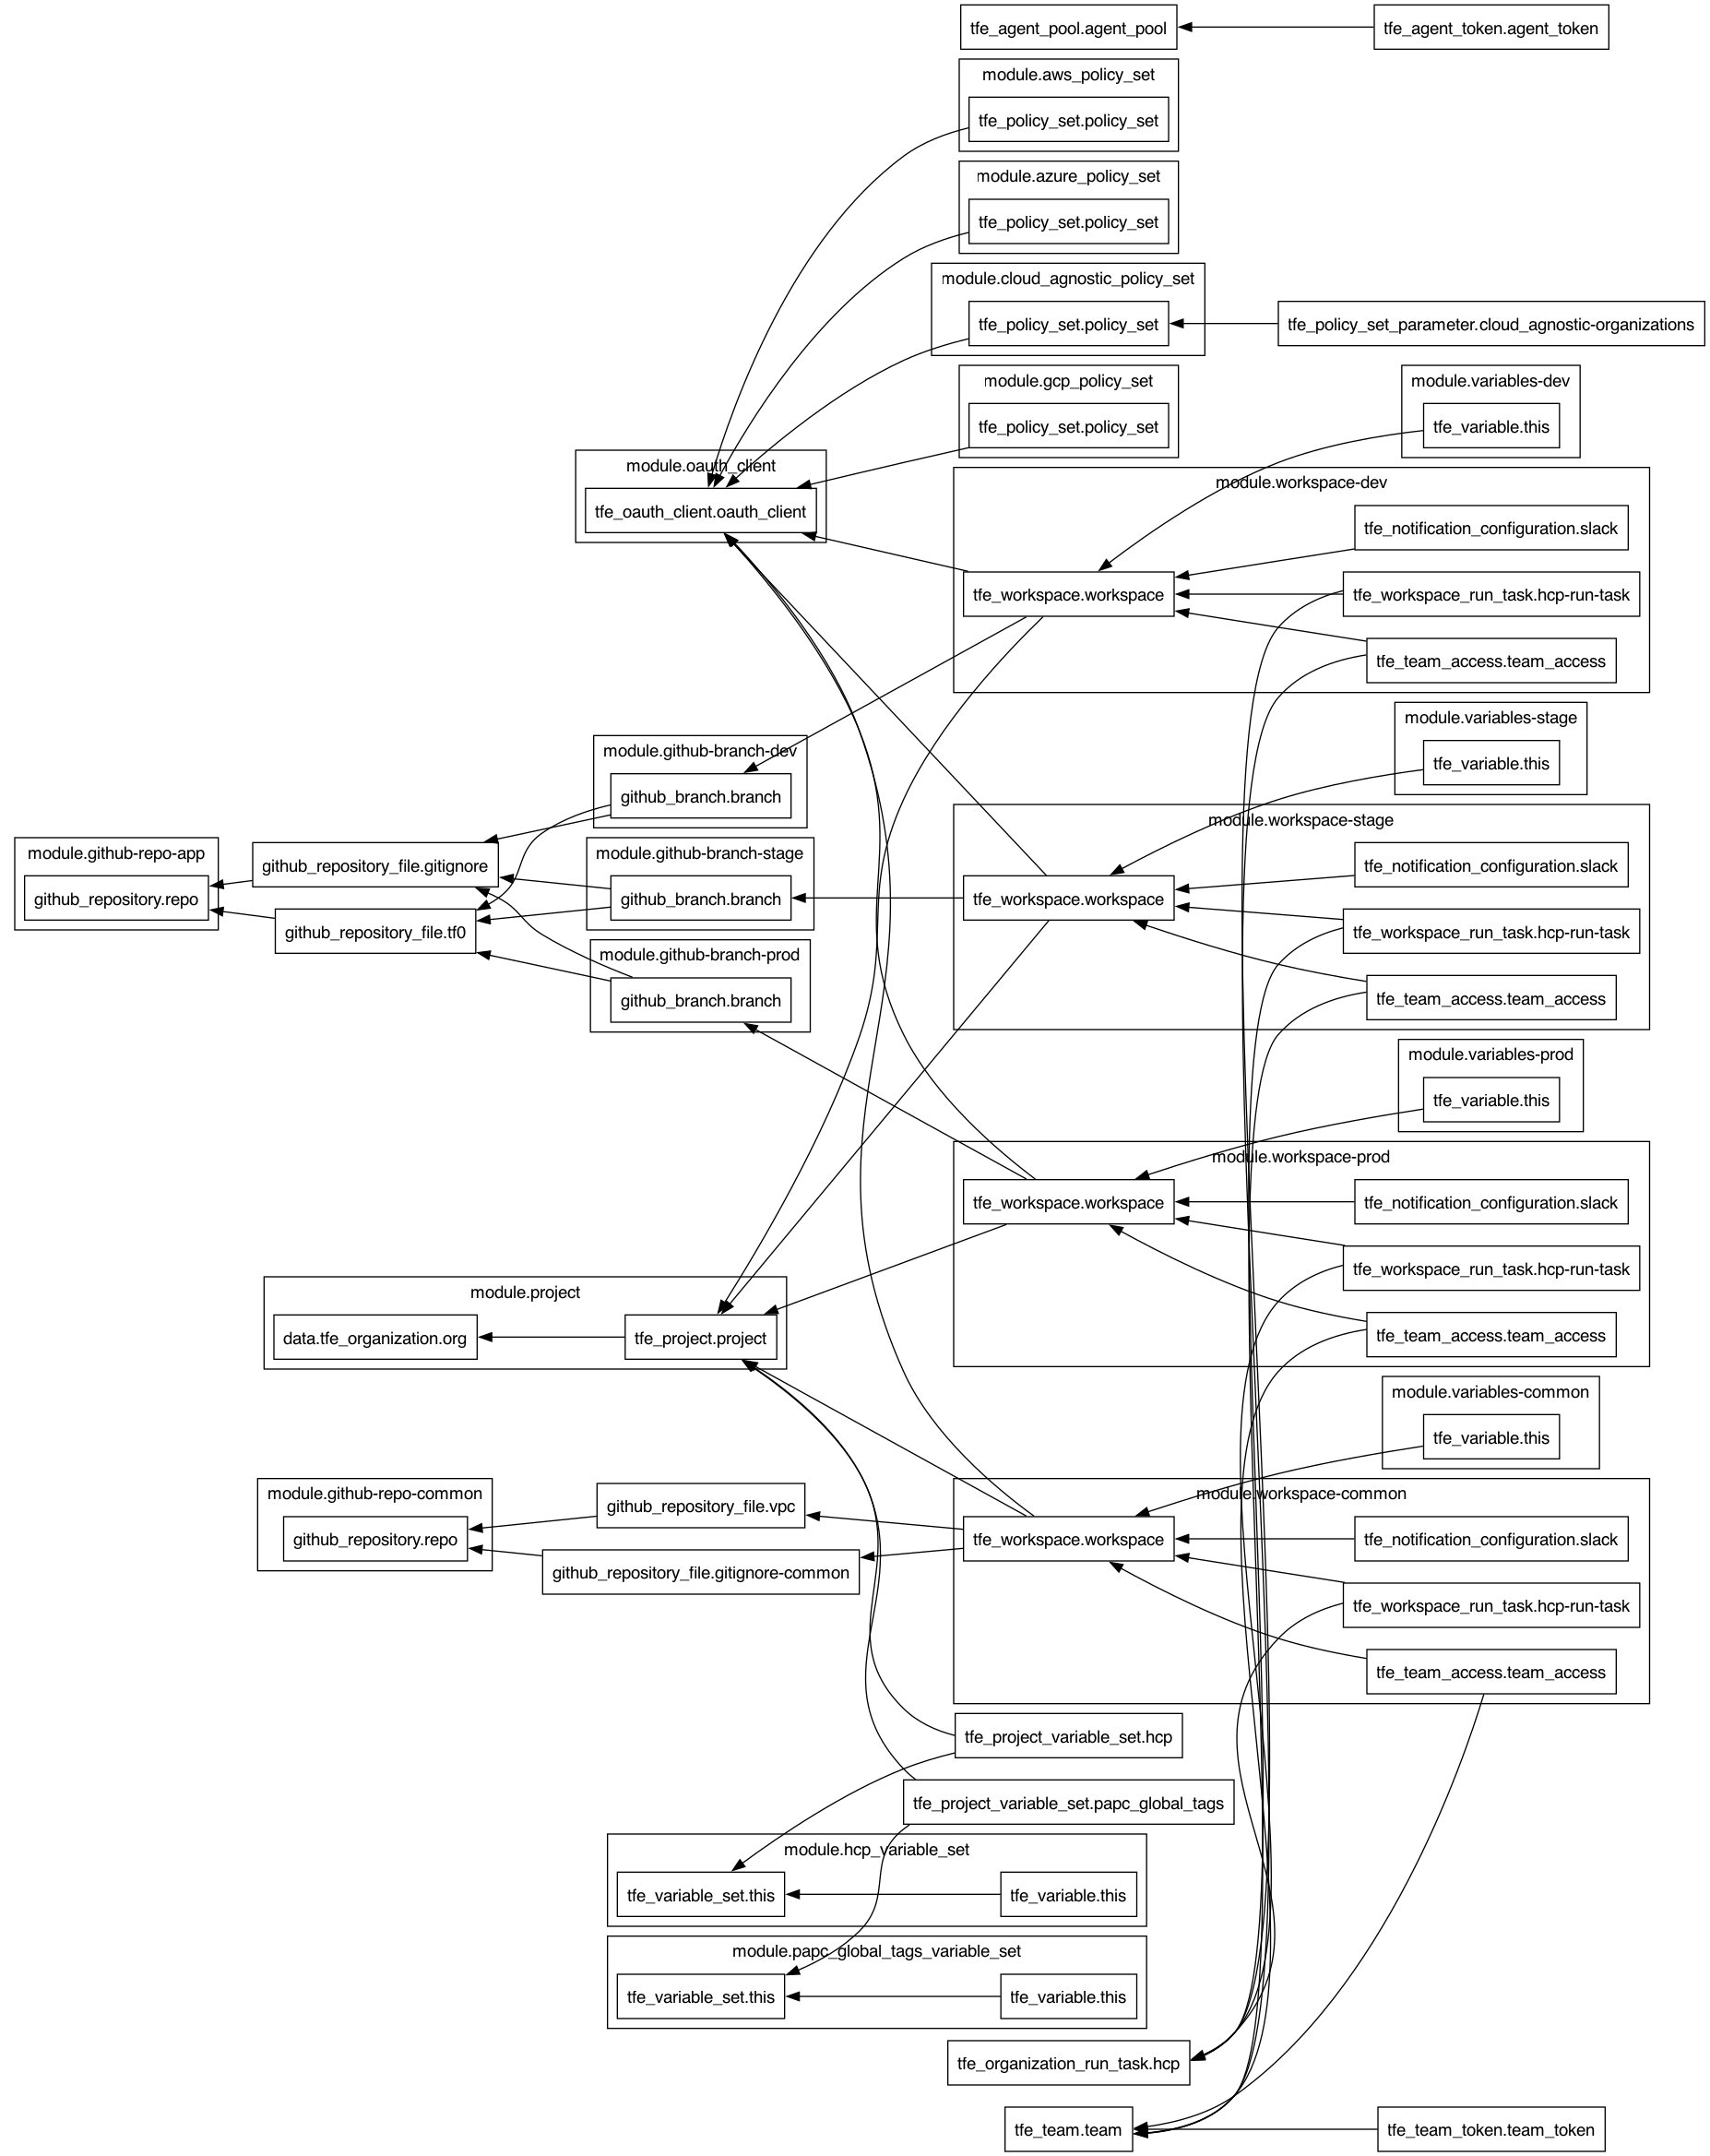 tfe_agent_pool.agent_pool
tfe_agent_token.agent_token
module.aws_policy_set
tfe_policy_set.policy_set
module.azure_policy_set
tfe_policy_set.policy_set
module.cloud_agnostic_policy_set
tfe_policy_set.policy_set
tfe_policy_set_parameter.cloud_agnostic-organizations
module.gcp_policy_set
tfe_policy_set.policy_set
module.variables-dev
tfe_variable.this
module.oauth_client
tfe_oauth_client.oauth_client
module.workspace-dev
tfe_notification_configuration.slack
tfe_workspace.workspace
tfe_workspace_run_task.hcp-run-task
tfe_team_access.team_access
module.variables-stage
tfe_variable.this
module.github-branch-dev
github_branch.branch
module.workspace-stage
module.github-repo-app
github_repository.repo
github_repository_file.gitignore
github_repository_file.tf0
module.github-branch-stage
github_branch.branch
tfe_workspace.workspace
tfe_notification_configuration.slack
tfe_workspace_run_task.hcp-run-task
tfe_team_access.team_access
module.github-branch-prod
github_branch.branch
module.variables-prod
tfe_variable.this
module.workspace-prod
tfe_workspace.workspace
tfe_notification_configuration.slack
tfe_workspace_run_task.hcp-run-task
tfe_team_access.team_access
module.project
data.tfe_organization.org
tfe_project.project
module.variables-common
tfe_variable.this
module.github-repo-common
github_repository.repo
github_repository_file.vpc
github_repository_file.gitignore-common
module.workspace-common
tfe_workspace.workspace
tfe_notification_configuration.slack
tfe_workspace_run_task.hcp-run-task
tfe_team_access.team_access
tfe_project_variable_set.hcp
tfe_project_variable_set.papc_global_tags
module.hcp_variable_set
tfe_variable_set.this
tfe_variable.this
module.papc_global_tags_variable_set
tfe_variable_set.this
tfe_variable.this
tfe_organization_run_task.hcp
tfe_team.team
tfe_team_token.team_token